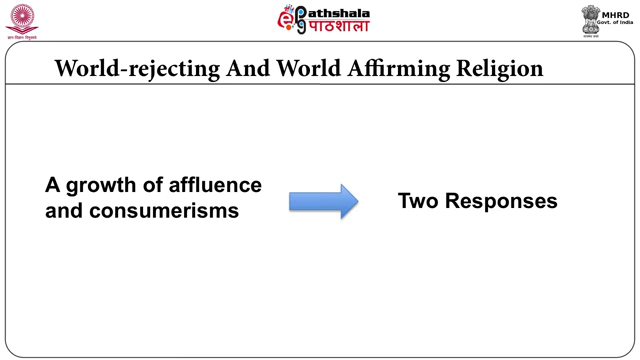 ePathshala
पाठशाला
MHRD
Govt. of India
World-rejecting And World Affirming Religion
A growth of affluence
and consumerisms
Two Responses